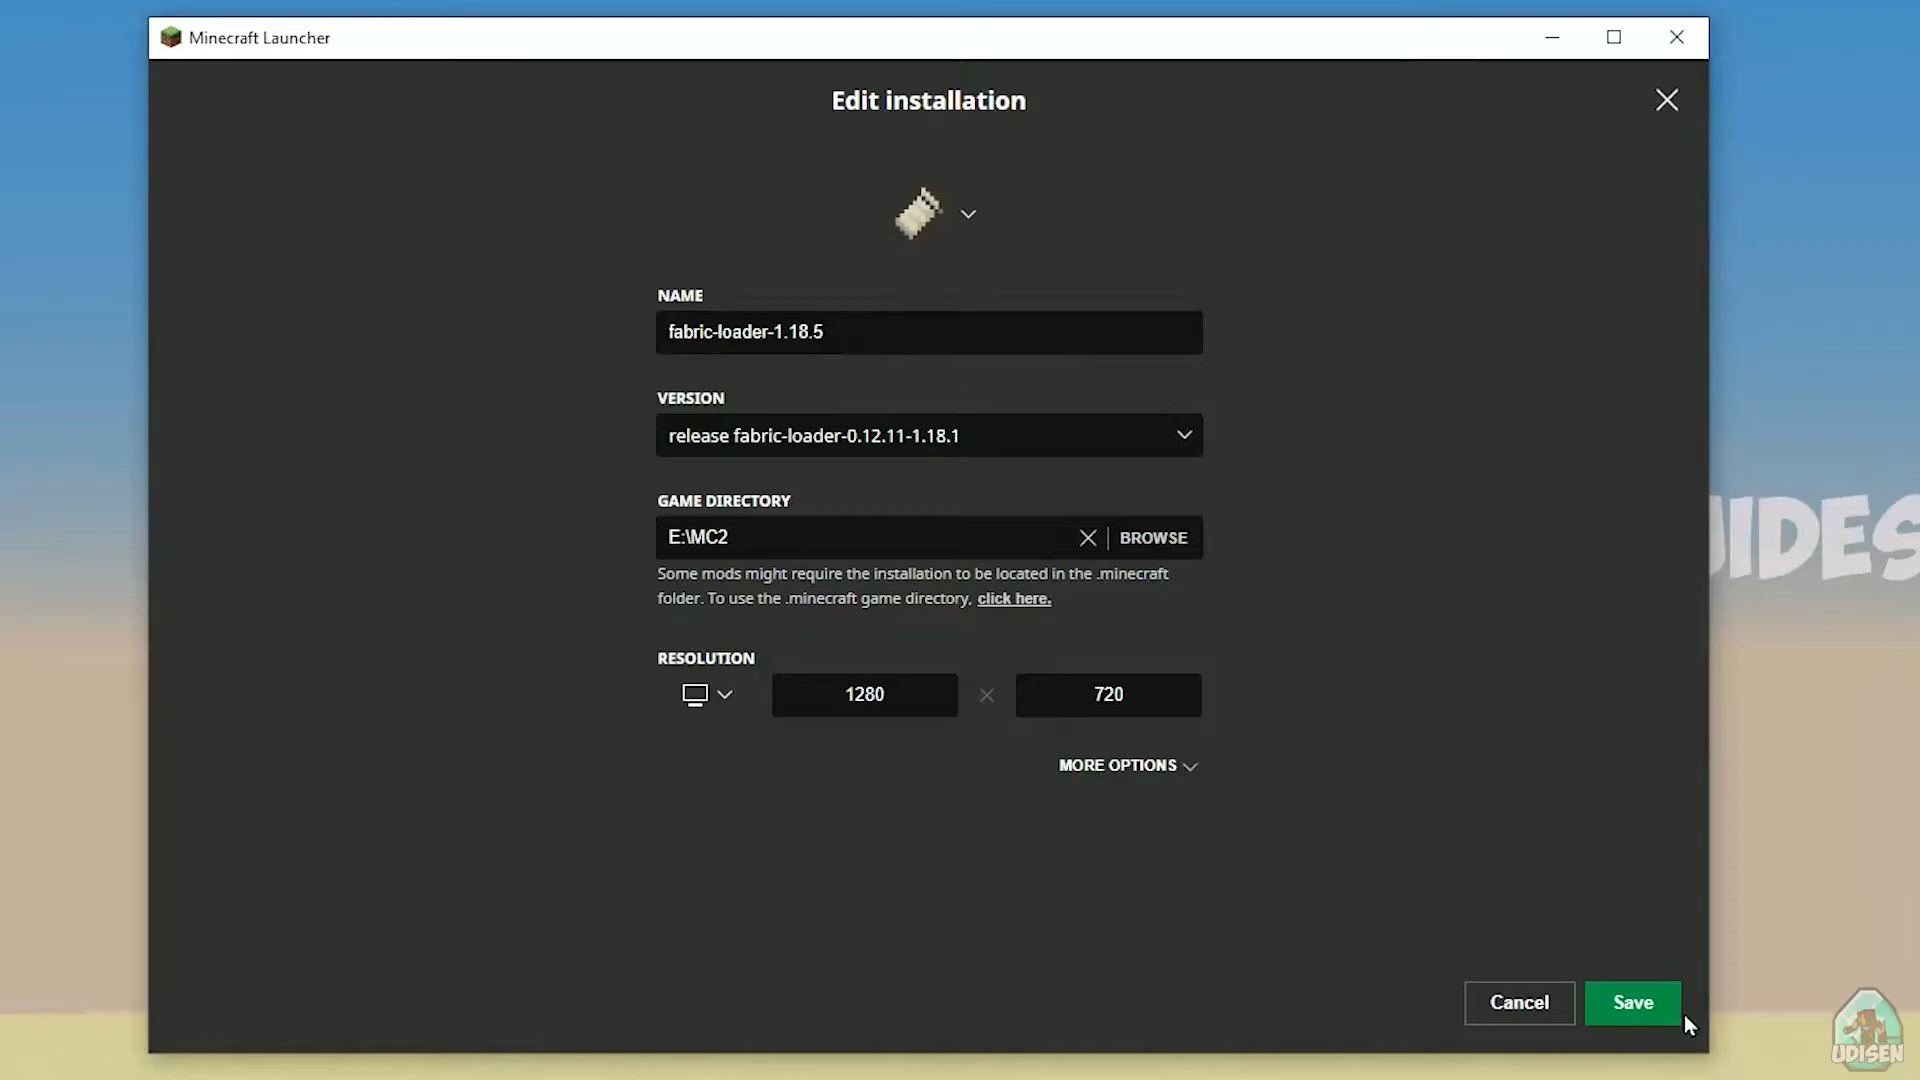 Minecraft Launcher
Edit installation
NAME
fabric-loader-1.18.5
VERSION
release fabric-loader-0.12.11-1.18.1
GAME DIRECTORY
E:\MC2
BROWSE
Some mods might require the installation to be located in the .minecraft
folder. To use the .minecraft game directory, click here.
RESOLUTION
1280
720
MORE OPTIONS
Cancel
Save
UDISEN